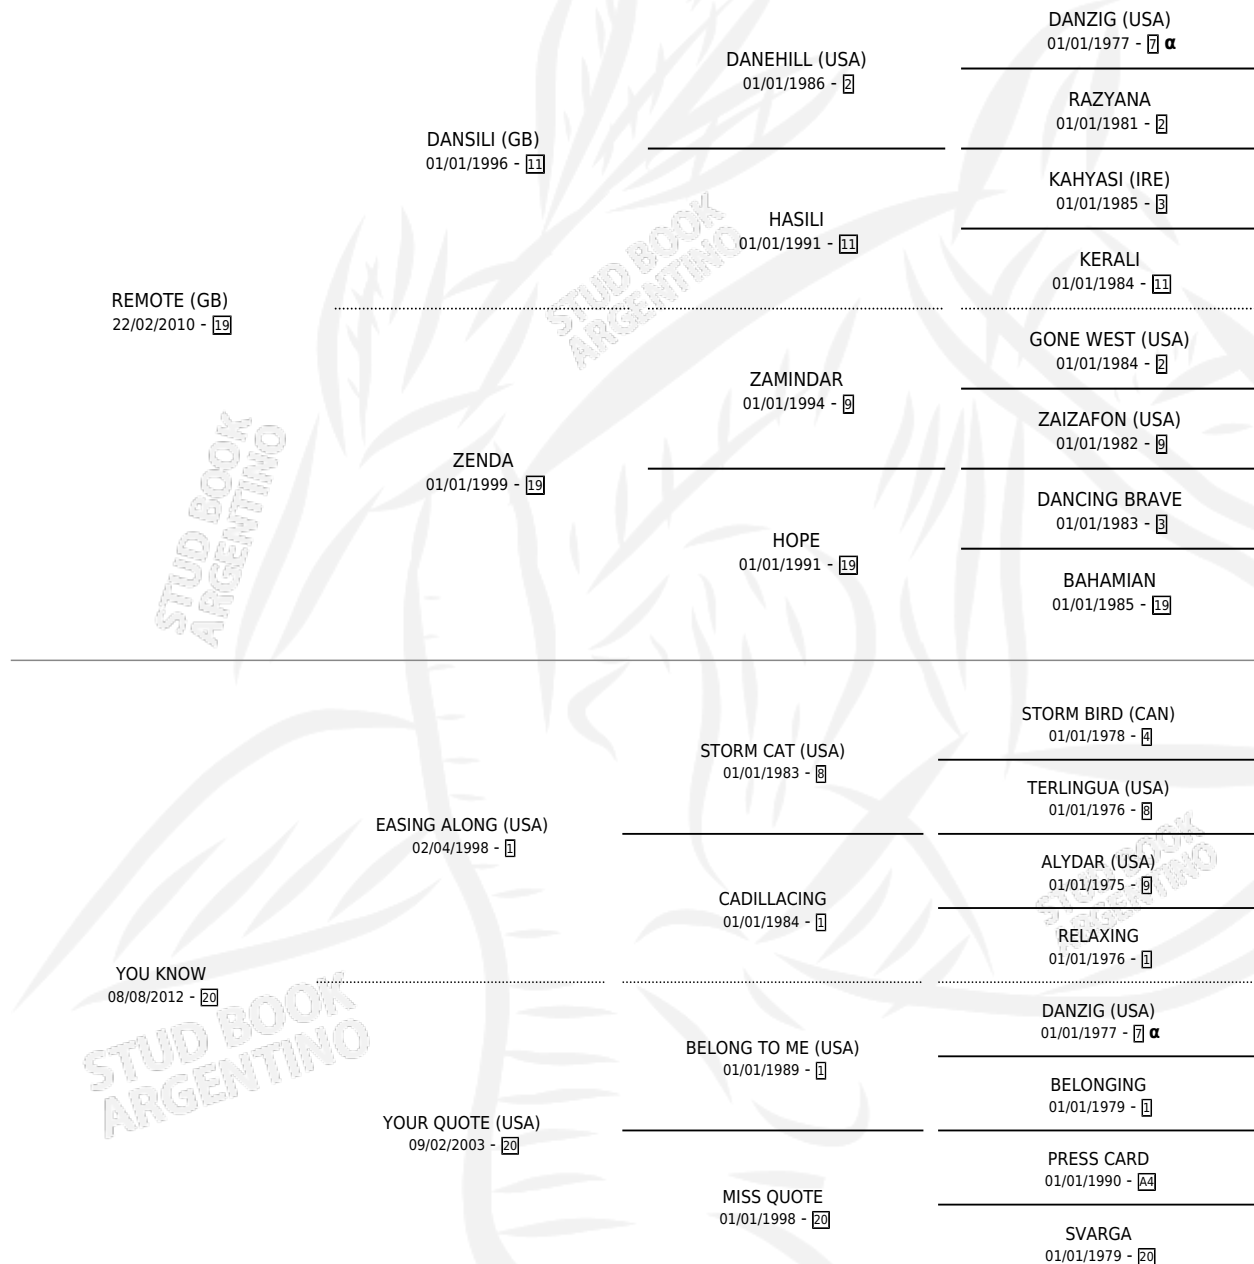 DANZIG (USA)
01/01/1977 - 7 α
DANEHILL (USA)
01/01/1986 - 2
RAZYANA
01/01/1981 - 2
DANSILI (GB)
01/01/1996 - 11
KAHYASI (IRE)
01/01/1985 - 3
HASILI
01/01/1991 - 11
KERALI
01/01/1984 - 11
REMOTE (GB)
22/02/2010 - 19
GONE WEST (USA)
01/01/1984 - 2
ZAMINDAR
01/01/1994 - 9
ZAIZAFON (USA)
01/01/1982 - 9
ZENDA
01/01/1999 - 19
DANCING BRAVE
01/01/1983 - 3
HOPE
01/01/1991 - 19
BAHAMIAN
01/01/1985 - 19
STORM BIRD (CAN)
01/01/1978 - 4
STORM CAT (USA)
01/01/1983 - 8
TERLINGUA (USA)
01/01/1976 - 8
EASING ALONG (USA)
02/04/1998 - 1
ALYDAR (USA)
01/01/1975 - 9
CADILLACING
01/01/1984 - 1
RELAXING
01/01/1976 - 1
YOU KNOW
08/08/2012 - 20
DANZIG (USA)
01/01/1977 - 7 α
BELONG TO ME (USA)
01/01/1989 - 1
BELONGING
01/01/1979 - 1
YOUR QUOTE (USA)
09/02/2003 - 20
PRESS CARD
01/01/1990 - A4
MISS QUOTE
01/01/1998 - 20
SVARGA
01/01/1979 - 20
STUD BOOK
ARGENTINO
STUD BOOK
ARGENTINO
STUD BOOK
ARGENTINO
STUD BOOK
ARGENTINO